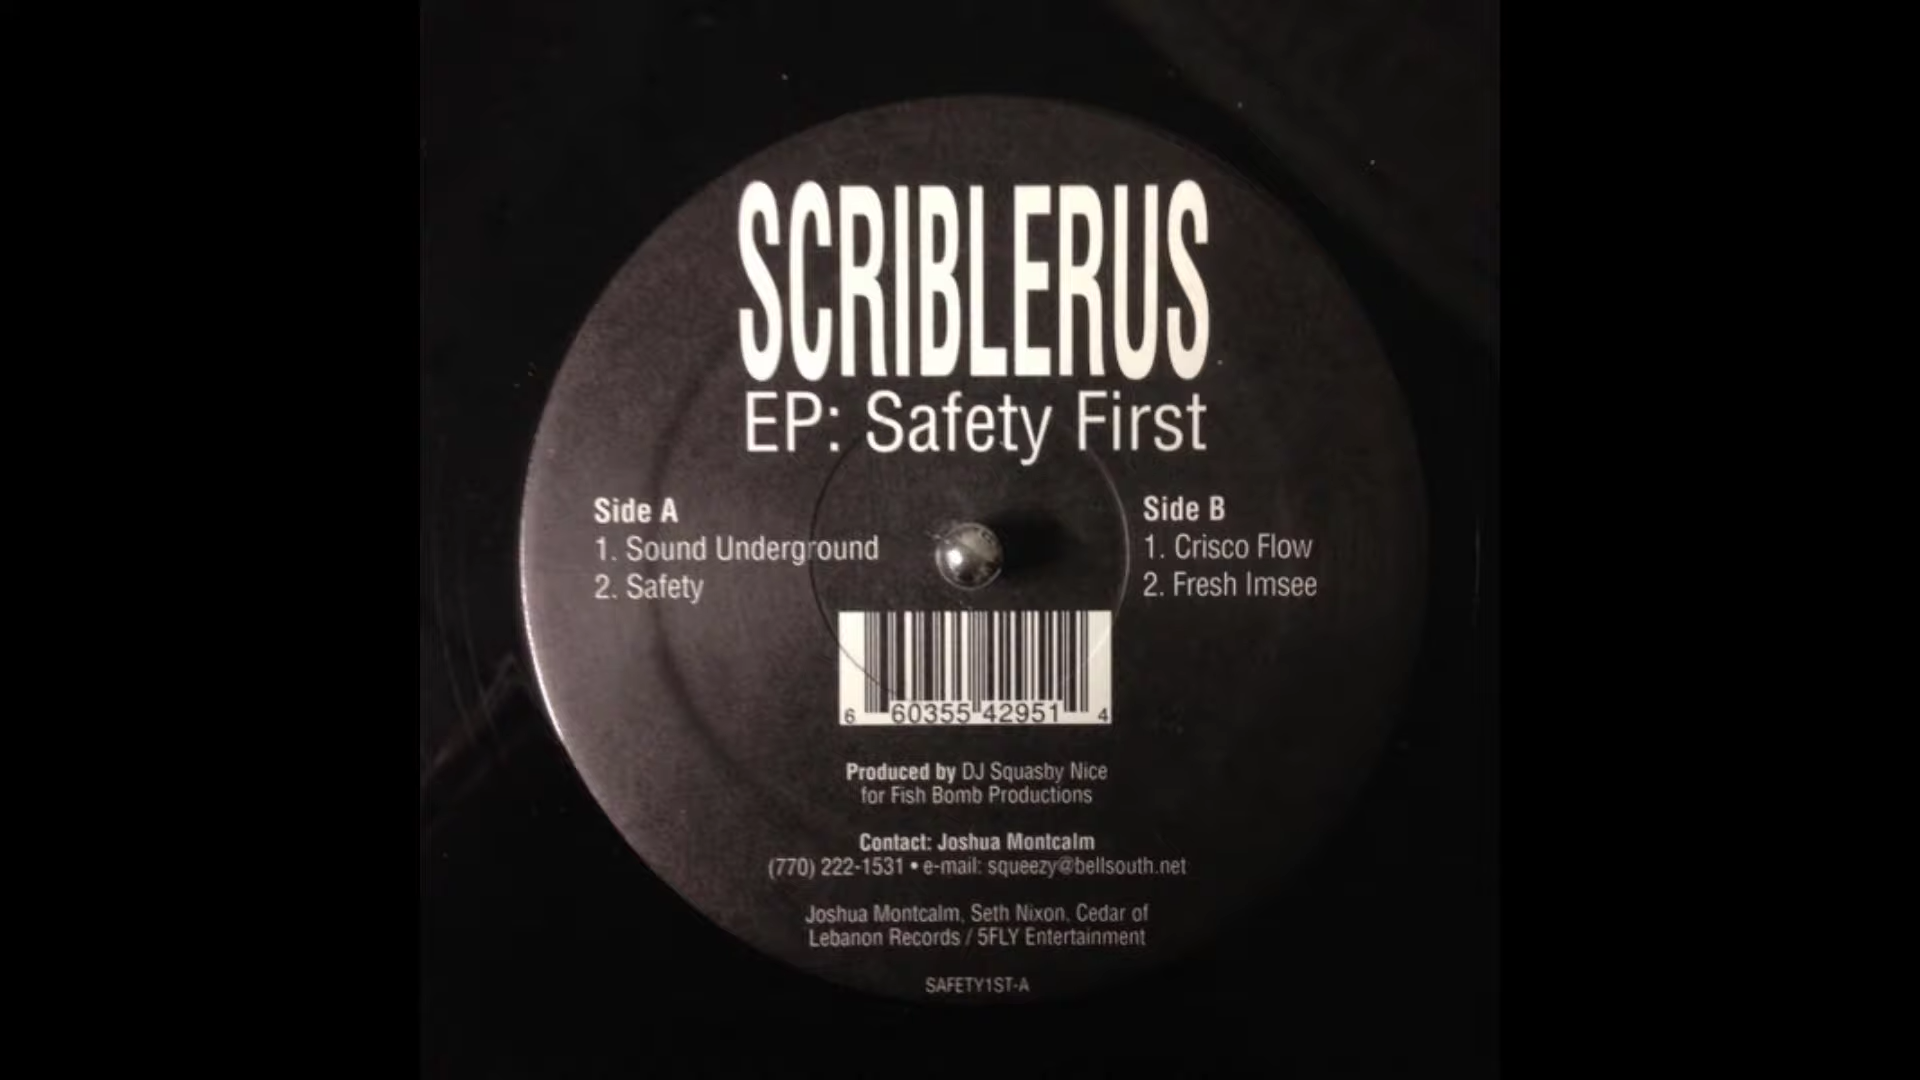 SCRIBLERUS
EP: Safety First
Side A
1. Sound Underground
2. Safety
Side B
1. Crisco Flow
2. Fresh Imsee
6 60355 42951 4
Produced by DJ Squashy Nice
for Fish Bomb Productions
Contact: Joshua Montcalm
(770) 222-1531 • e-mail: squeezy@bellsouth.net
Joshua Montcalm, Seth Nixon, Cedar of
Lebanon Records / 5FLY Entertainment
SAFETY1ST-A